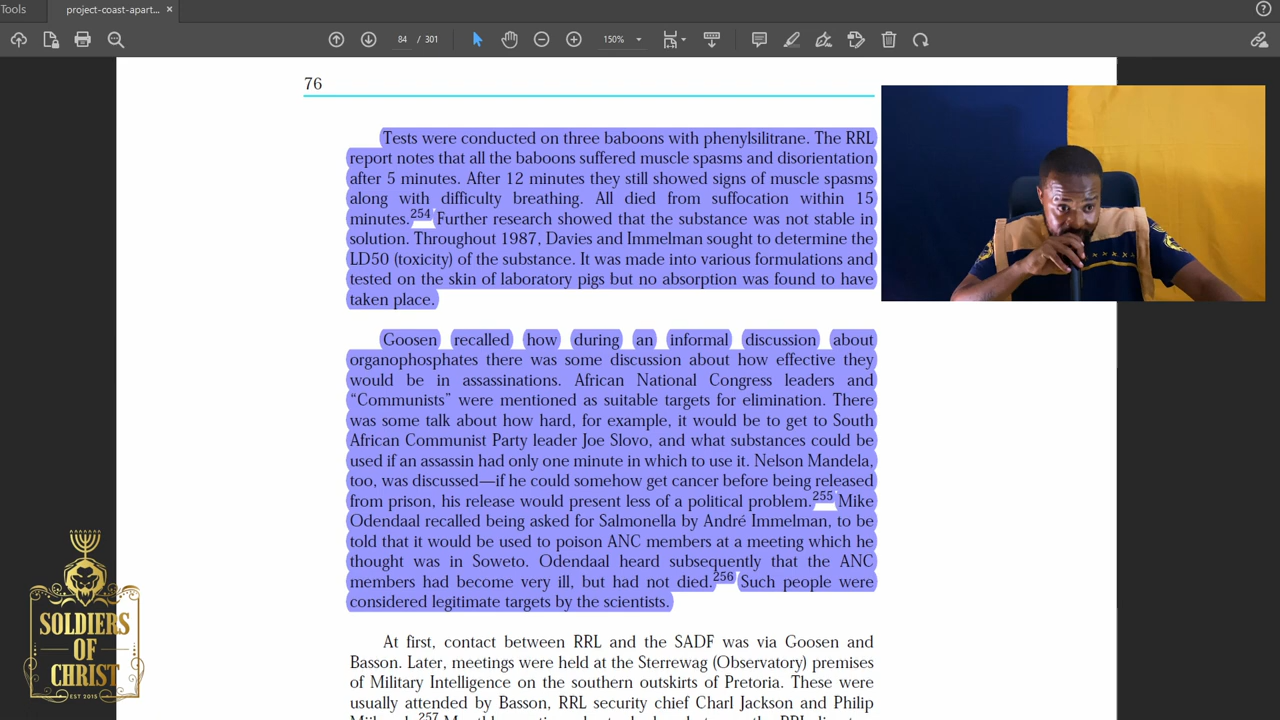 Tools
project-coast-apart... ×
84 / 301
150%
76
Tests were conducted on three baboons with phenylsilitrane. The RRL
report notes that all the baboons suffered muscle spasms and disorientation
after 5 minutes. After 12 minutes they still showed signs of muscle spasms
along with difficulty breathing. All died from suffocation within 15
minutes.254 Further research showed that the substance was not stable in
solution. Throughout 1987, Davies and Immelman sought to determine the
LD50 (toxicity) of the substance. It was made into various formulations and
tested on the skin of laboratory pigs but no absorption was found to have
taken place.
Goosen recalled how during an informal discussion about
organophosphates there was some discussion about how effective they
would be in assassinations. African National Congress leaders and
“Communists” were mentioned as suitable targets for elimination. There
was some talk about how hard, for example, it would be to get to South
African Communist Party leader Joe Slovo, and what substances could be
used if an assassin had only one minute in which to use it. Nelson Mandela,
too, was discussed—if he could somehow get cancer before being released
from prison, his release would present less of a political problem.255 Mike
Odendaal recalled being asked for Salmonella by André Immelman, to be
told that it would be used to poison ANC members at a meeting which he
thought was in Soweto. Odendaal heard subsequently that the ANC
members had become very ill, but had not died.256 Such people were
considered legitimate targets by the scientists.
At first, contact between RRL and the SADF was via Goosen and
Basson. Later, meetings were held at the Sterrewag (Observatory) premises
of Military Intelligence on the southern outskirts of Pretoria. These were
usually attended by Basson, RRL security chief Charl Jackson and Philip
SOLDIERS
OF
CHRIST
EST 2015